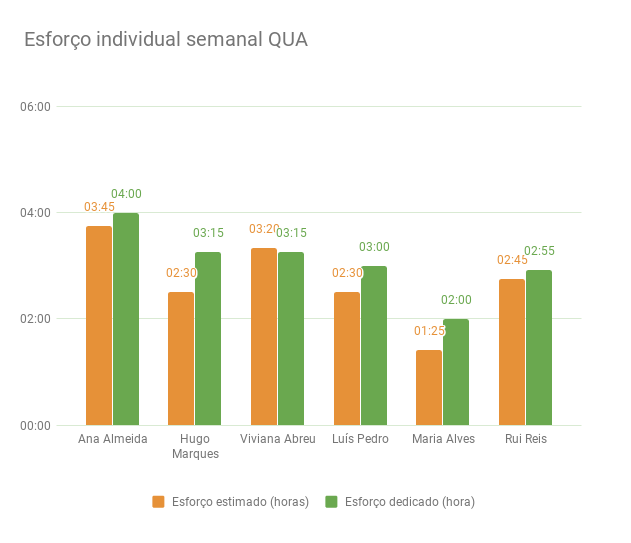 Esforço individual semanal QUA
06:00
04:00
02:00
00:00
03:45
04:00
02:30
03:15
03:20
03:15
02:30
03:00
01:25
02:00
02:45
02:55
Ana Almeida
Hugo
Marques
Viviana Abreu
Luís Pedro
Maria Alves
Rui Reis
Esforço estimado (horas)
Esforço dedicado (hora)